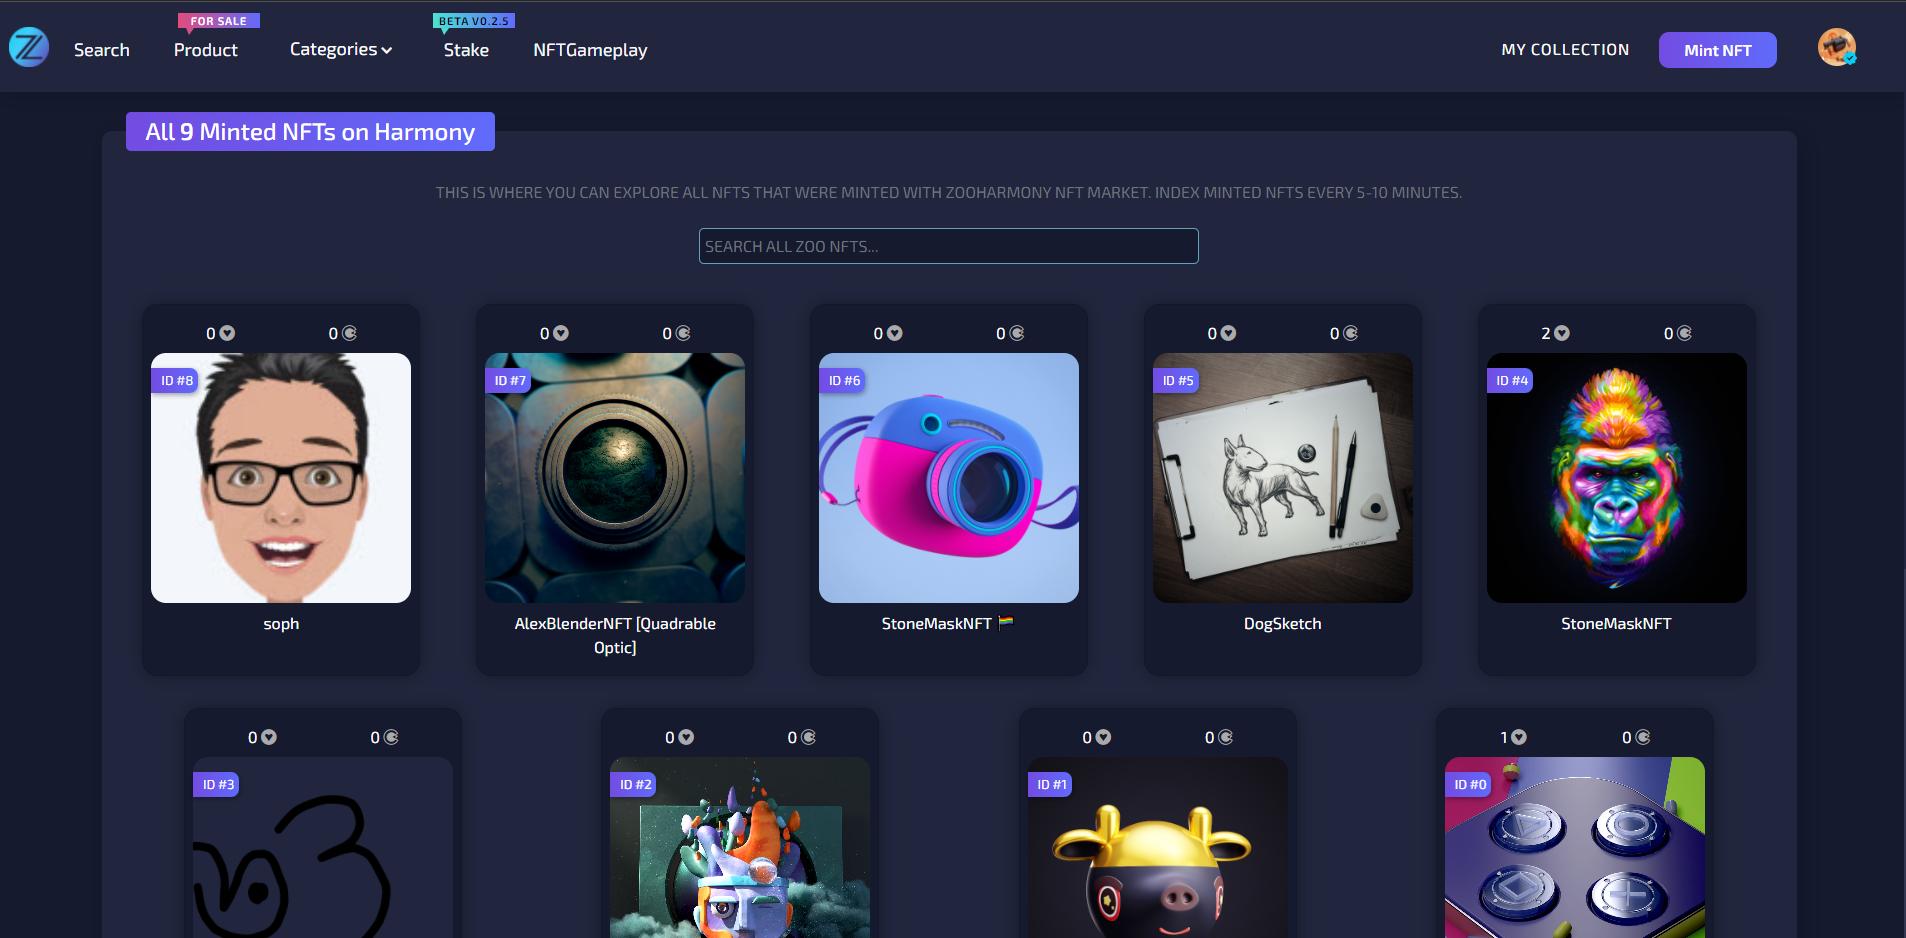 FOR SALE
BETA V0.2.5
Search
Product
Categories
Stake
NFTGameplay
MY COLLECTION
Mint NFT
All 9 Minted NFTs on Harmony
THIS IS WHERE YOU CAN EXPLORE ALL NFTS THAT WERE MINTED WITH ZOOHARMONY NFT MARKET. INDEX MINTED NFTS EVERY 5-10 MINUTES.
SEARCH ALL ZOO NFTS...
0 0
ID #8
soph
0 0
ID #7
AlexBlenderNFT [Quadrable
Optic]
0 0
ID #6
StoneMaskNFT
0 0
ID #5
DogSketch
2 0
ID #4
StoneMaskNFT
0 0
ID #3
0 0
ID #2
0 0
ID #1
1 0
ID #0